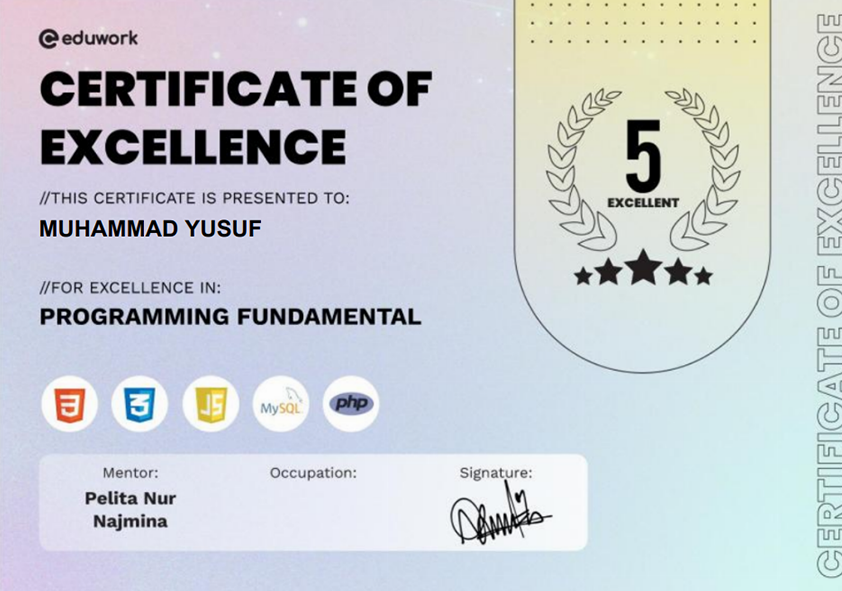 eduwork
CERTIFICATE OF
EXCELLENCE
//THIS CERTIFICATE IS PRESENTED TO:
MUHAMMAD YUSUF
//FOR EXCELLENCE IN:
PROGRAMMING FUNDAMENTAL
JS
MySQL
php
Mentor:
Pelita Nur
Najmina
Occupation:
Signature:
5
EXCELLENT
CERTIFICATE OF EXCELLENCE